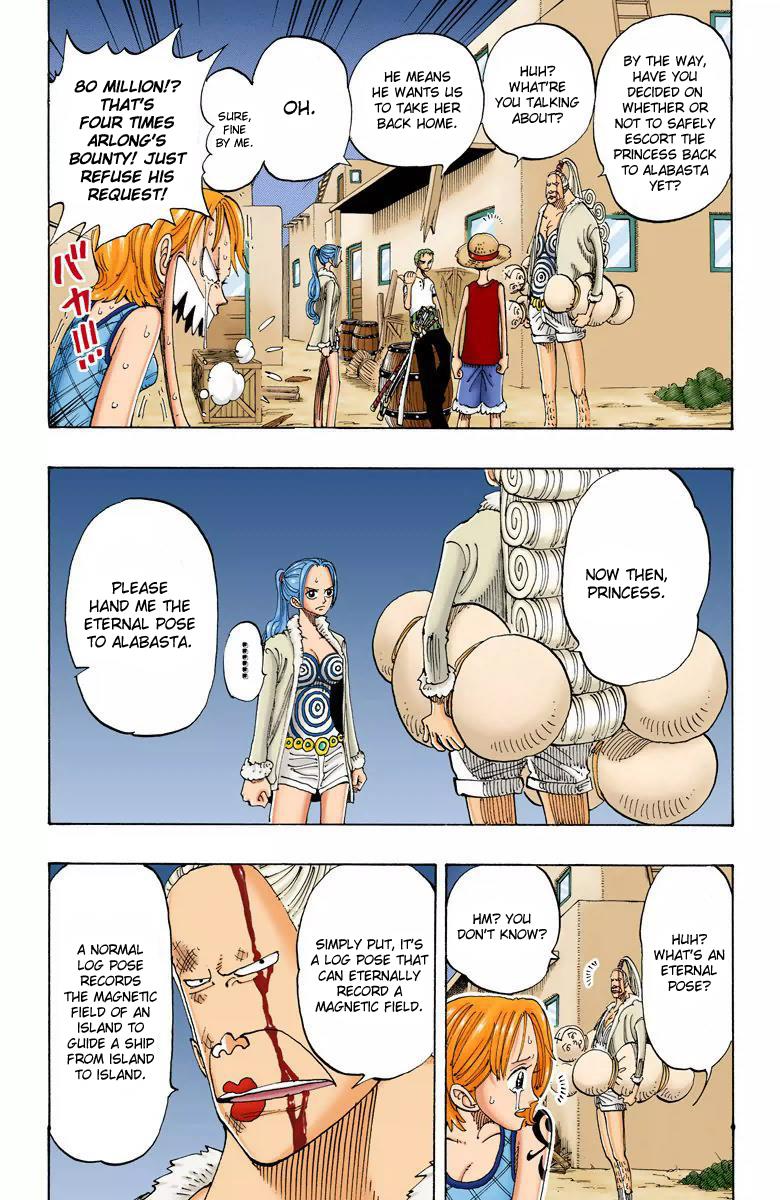 BY THE WAY,
HAVE YOU
DECIDED ON
WHETHER OR
NOT TO SAFELY
ESCORT THE
PRINCESS BACK
TO ALABASTA
YET?
HUH?
WHAT'RE
YOU TALKING
ABOUT?
HE MEANS
HE WANTS US
TO TAKE HER
BACK HOME.
OH.
SURE,
FINE
BY ME.
80 MILLION!?
THAT'S
FOUR TIMES
ARLONG'S
BOUNTY! JUST
REFUSE HIS
REQUEST!
バカ!!!…
NOW THEN,
PRINCESS.
PLEASE
HAND ME THE
ETERNAL POSE
TO ALABASTA.
HUH?
WHAT'S AN
ETERNAL
POSE?
HM? YOU
DON'T KNOW?
SIMPLY PUT, IT'S
A LOG POSE THAT
CAN ETERNALLY
RECORD A
MAGNETIC FIELD.
A NORMAL
LOG POSE
RECORDS
THE MAGNETIC
FIELD OF AN
ISLAND TO
GUIDE A SHIP
FROM ISLAND
TO ISLAND.